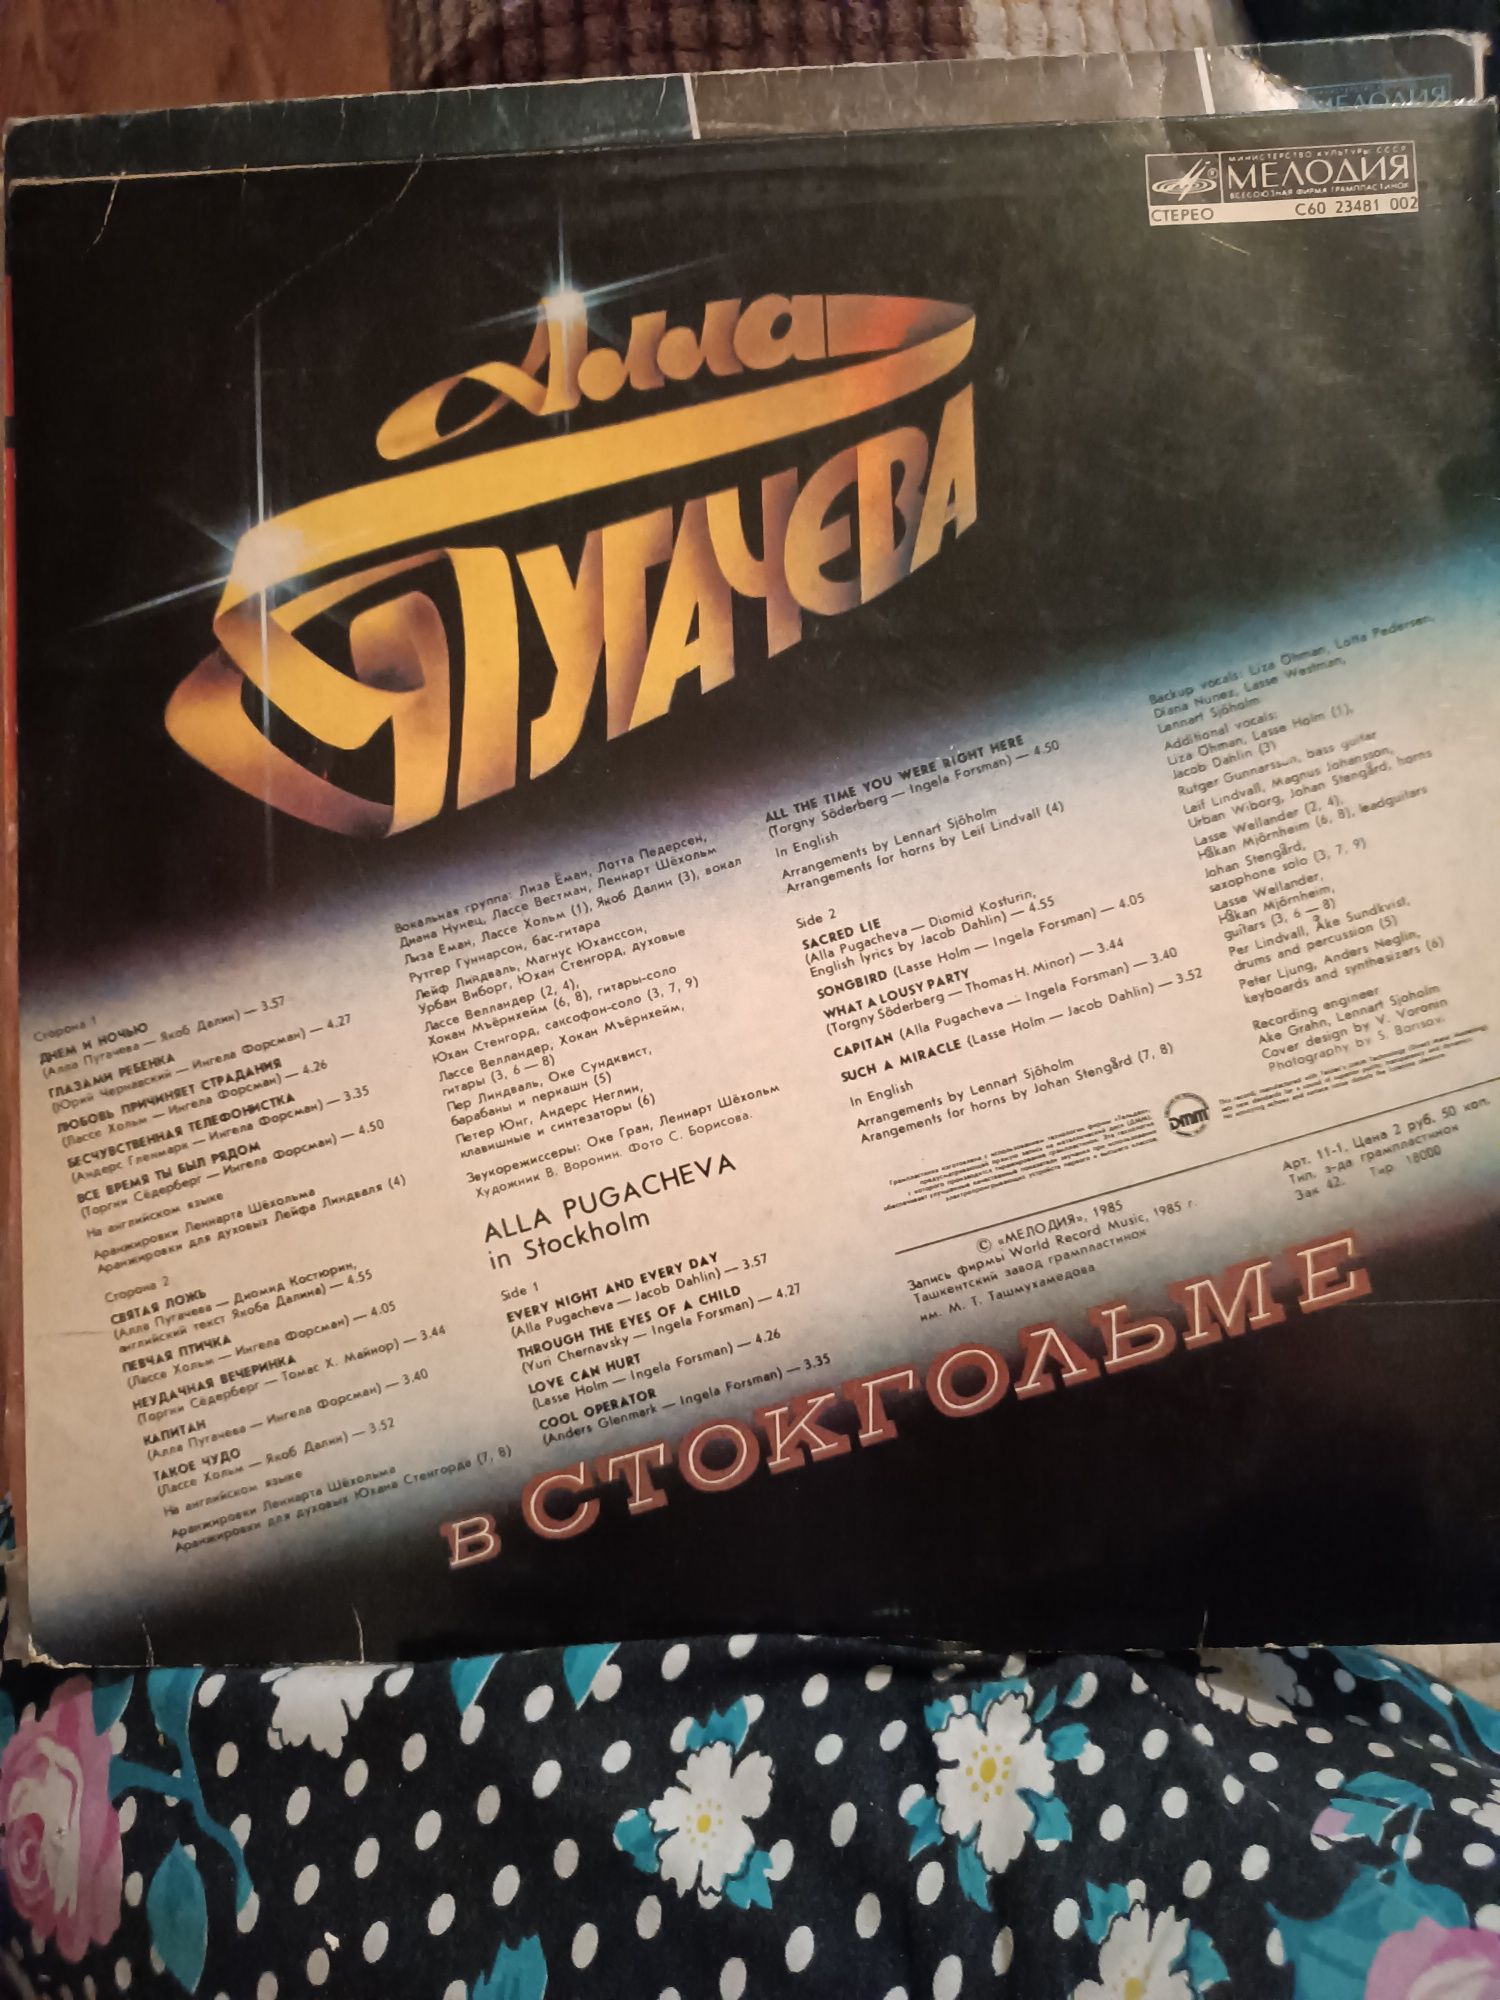 МЕЛОДИЯ
МИНИСТЕРСТВО КУЛЬТУРЫ СССР
МЕЛОДИЯ
ВСЕСОЮЗНАЯ ФИРМА ГРАМПЛАСТИНОК
СТЕРЕО С60 23481 002
Алла
ПУГАЧЕВА
Сторона 1
ДНЕМ И НОЧЬЮ
(Алла Пугачева — Якоб Далин) — 3.57
ГЛАЗАМИ РЕБЕНКА
(Юрий Чернавский — Ингела Форсман) — 4.27
ЛЮБОВЬ ПРИЧИНЯЕТ СТРАДАНИЯ
(Лассе Хольм — Ингела Форсман) — 4.26
БЕСЧУВСТВЕННАЯ ТЕЛЕФОНИСТКА
(Андерс Гленмарк — Ингела Форсман) — 3.35
ВСЕ ВРЕМЯ ТЫ БЫЛ РЯДОМ
(Торгни Сёдерберг — Ингела Форсман) — 4.50
На английском языке
Аранжировки Леннарта Шёхольма
Аранжировки для духовых Лейфа Линдваля (4)
Сторона 2
СВЯТАЯ ЛОЖЬ
(Алла Пугачева — Диомид Костюрин,
английский текст Якоба Далина) — 4.55
ПЕВЧАЯ ПТИЧКА
(Лассе Хольм — Ингела Форсман) — 4.05
НЕУДАЧНАЯ ВЕЧЕРИНКА
(Торгни Сёдерберг — Томас Х. Майнор) — 3.44
КАПИТАН
(Алла Пугачева — Ингела Форсман) — 3.40
ТАКОЕ ЧУДО
(Лассе Хольм — Якоб Далин) — 3.52
На английском языке
Аранжировки Леннарта Шёхольма
Аранжировки для духовых Юхана Стенгорда (7, 8)
Вокальная группа: Лиза Ёман, Лотта Педерсен,
Диана Нунец, Лассе Вестман, Леннарт Шёхольм
Лиза Ёман, Лассе Хольм (1), Якоб Далин (3), вокал
Рутгер Гуннарсон, бас-гитара
Лейф Линдваль, Магнус Юханссон,
Урбан Виборг, Юхан Стенгорд, духовые
Лассе Велландер (2, 4),
Хокан Мьёрнхейм (6, 8), гитары-соло
Юхан Стенгорд, саксофон-соло (3, 7, 9)
Лассе Велландер, Хокан Мьёрнхейм,
гитары (3, 6 — 8)
Пер Линдваль, Оке Сундквист,
барабаны и перкашн (5)
Петер Юнг, Андерс Неглин,
клавишные и синтезаторы (6)
Звукорежиссеры: Оке Гран, Леннарт Шёхольм
Художник В. Воронин. Фото С. Борисова.
ALLA PUGACHEVA
in Stockholm
Side 1
EVERY NIGHT AND EVERY DAY
(Alla Pugacheva — Jacob Dahlin) — 3.57
THROUGH THE EYES OF A CHILD
(Yuri Chernavsky — Ingela Forsman) — 4.27
LOVE CAN HURT
(Lasse Holm — Ingela Forsman) — 4.26
COOL OPERATOR
(Anders Glenmark — Ingela Forsman) — 3.35
ALL THE TIME YOU WERE RIGHT HERE
(Torgny Söderberg — Ingela Forsman) — 4.50
In English
Arrangements by Lennart Sjöholm
Arrangements for horns by Leif Lindvall (4)
Side 2
SACRED LIE
(Alla Pugacheva — Diomid Kosturin,
English lyrics by Jacob Dahlin) — 4.55
SONGBIRD (Lasse Holm — Ingela Forsman) — 4.05
WHAT A LOUSY PARTY
(Torgny Söderberg — Thomas H. Minor) — 3.44
CAPITAN (Alla Pugacheva — Ingela Forsman) — 3.40
SUCH A MIRACLE (Lasse Holm — Jacob Dahlin) — 3.52
In English
Arrangements by Lennart Sjöholm
Arangements for horns by Johan Stengård (7, 8)
Backup vocals: Liza Öhman, Lotta Pedersen,
Diana Nunez, Lasse Westman,
Lennart Sjöholm
Additional vocals:
Liza Öhman, Lasse Holm (1),
Jacob Dahlin (3)
Rutger Gunnarsson, bass guitar
Leif Lindvall, Magnus Johansson,
Urban Wiborg, Johan Stengård, horns
Lasse Wellander (2, 4),
Håkan Mjörnheim (6, 8), leadguitars
Johan Stengård,
saxophone solo (3, 7, 9)
Lasse Wellander,
Håkan Mjörnheim,
guitars (3, 6 — 8)
Per Lindvall, Åke Sundkvist,
drums and percussion (5)
Peter Ljung, Anders Neglin,
keyboards and synthesizers (6)
Recording engineer
Åke Grahn, Lennart Sjöholm
Cover design by V. Voronin
Photography by S. Borisov.
DMM
Грампластинка изготовлена с использованием технологии фирмы «Тельдек»,
предусматривающей прямую запись на металлический диск (ДММ),
© «МЕЛОДИЯ», 1985
Запись фирмы World Record Music, 1985 г.
Ташкентский завод грампластинок
им. М. Т. Ташмухамедова
Арт. 11-1. Цена 2 руб. 50 коп.
Тип. з-да грампластинок
Зак 42. Тир. 18000
в СТОКГОЛЬМЕ